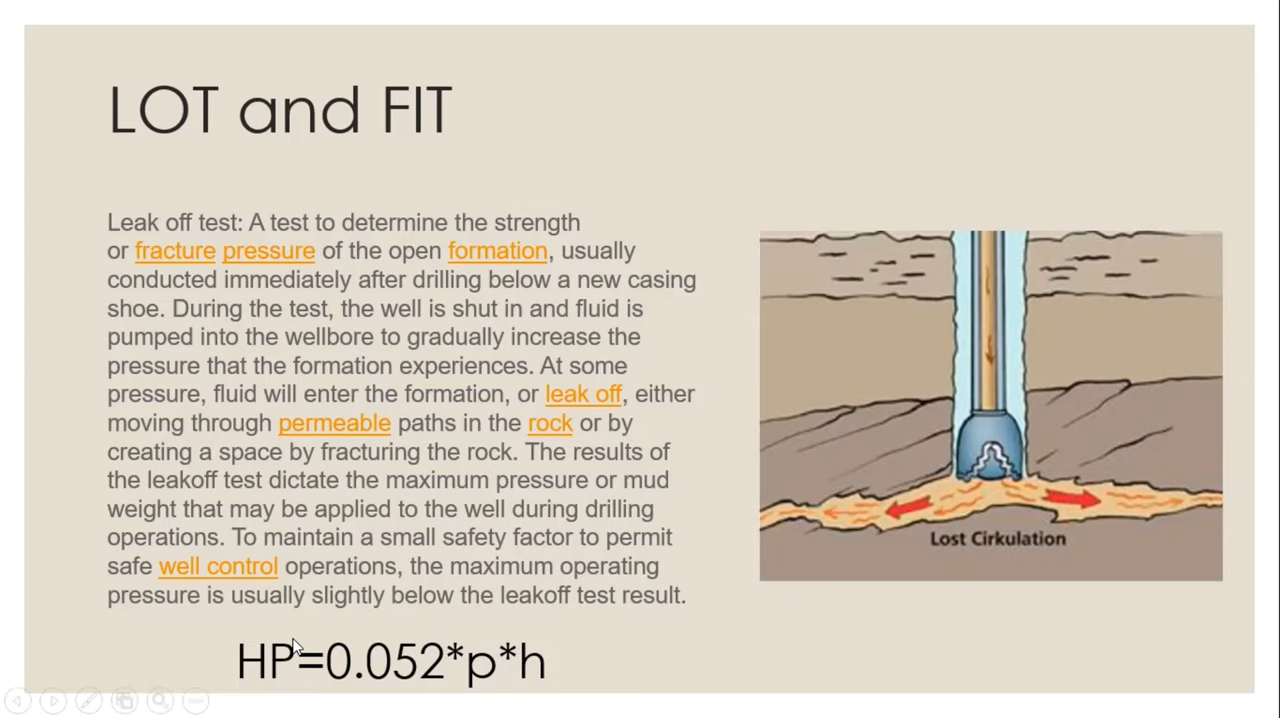 LOT and FIT
Leak off test: A test to determine the strength
or fracture pressure of the open formation, usually
conducted immediately after drilling below a new casing
shoe. During the test, the well is shut in and fluid is
pumped into the wellbore to gradually increase the
pressure that the formation experiences. At some
pressure, fluid will enter the formation, or leak off, either
moving through permeable paths in the rock or by
creating a space by fracturing the rock. The results of
the leakoff test dictate the maximum pressure or mud
weight that may be applied to the well during drilling
operations. To maintain a small safety factor to permit
safe well control operations, the maximum operating
pressure is usually slightly below the leakoff test result.
HP=0.052*p*h
Lost Cirkulation